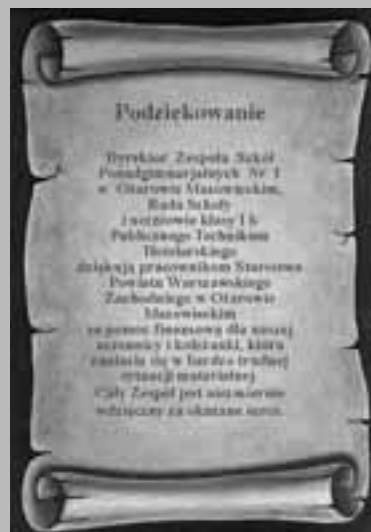 Podziękowanie
Dyrektor Zespołu Szkół
Ponadgimnazjalnych Nr 1
w Ożarowie Mazowieckim,
Rada Szkoły
i uczniowie klasy I b
Publicznego Technikum
dziękują pracownikom Starostwa
Powiatu Warszawskiego
Zachodniego w Ożarowie
Mazowieckim
za pomoc finansową dla naszej
uczennicy i koleżanki, która
znalazła się w bardzo trudnej
sytuacji materialnej
Cały Zespół jest niezmiernie
wdzięczny za okazane serce.